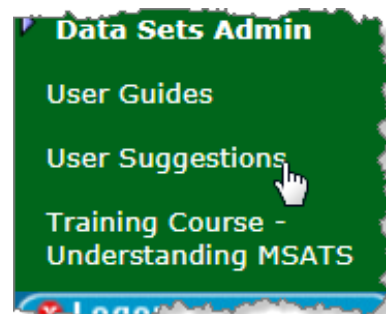 Data Sets Admin
User Guides
User Suggestions
Training Course -
Understanding MSATS